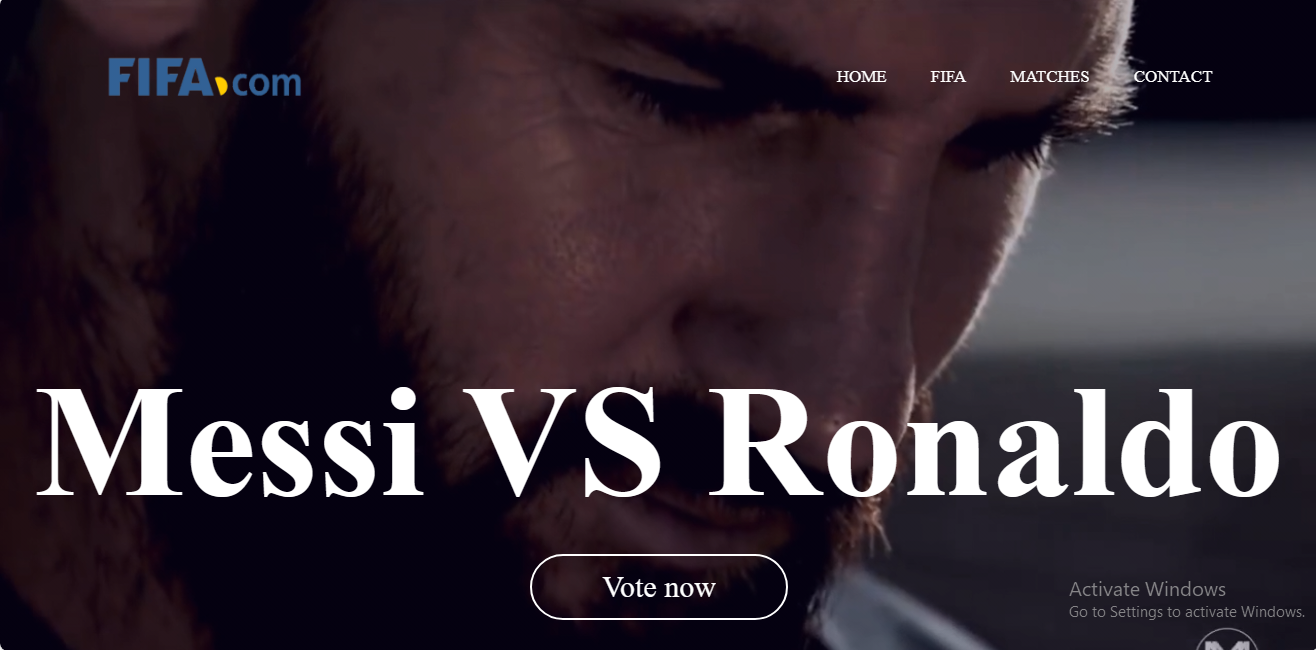 FIFA.com
HOME FIFA MATCHES CONTACT
Messi VS Ronaldo
Vote now
Activate Windows
Go to Settings to activate Windows.